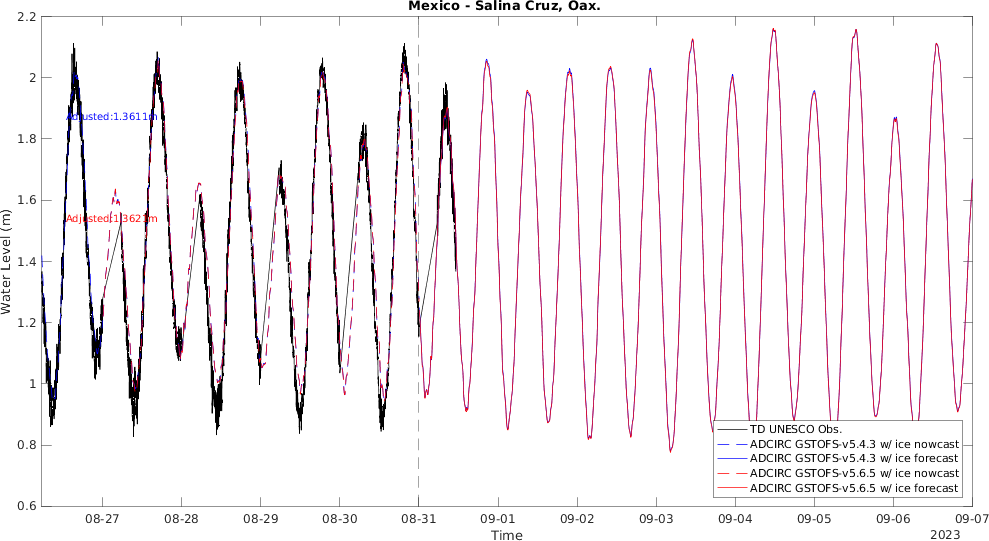 Mexico - Salina Cruz, Oax.
2.2
2
1.8
1.6
1.4
1.2
1
0.8
0.6
Water Level (m)
Adjusted:1.3611m
Adjusted:1.3621m
TD UNESCO Obs.
ADCIRC GSTOFS-v5.4.3 w/ ice nowcast
ADCIRC GSTOFS-v5.4.3 w/ ice forecast
ADCIRC GSTOFS-v5.6.5 w/ ice nowcast
ADCIRC GSTOFS-v5.6.5 w/ ice forecast
08-27 08-28 08-29 08-30 08-31 09-01 09-02 09-03 09-04 09-05 09-06 09-07
Time
2023